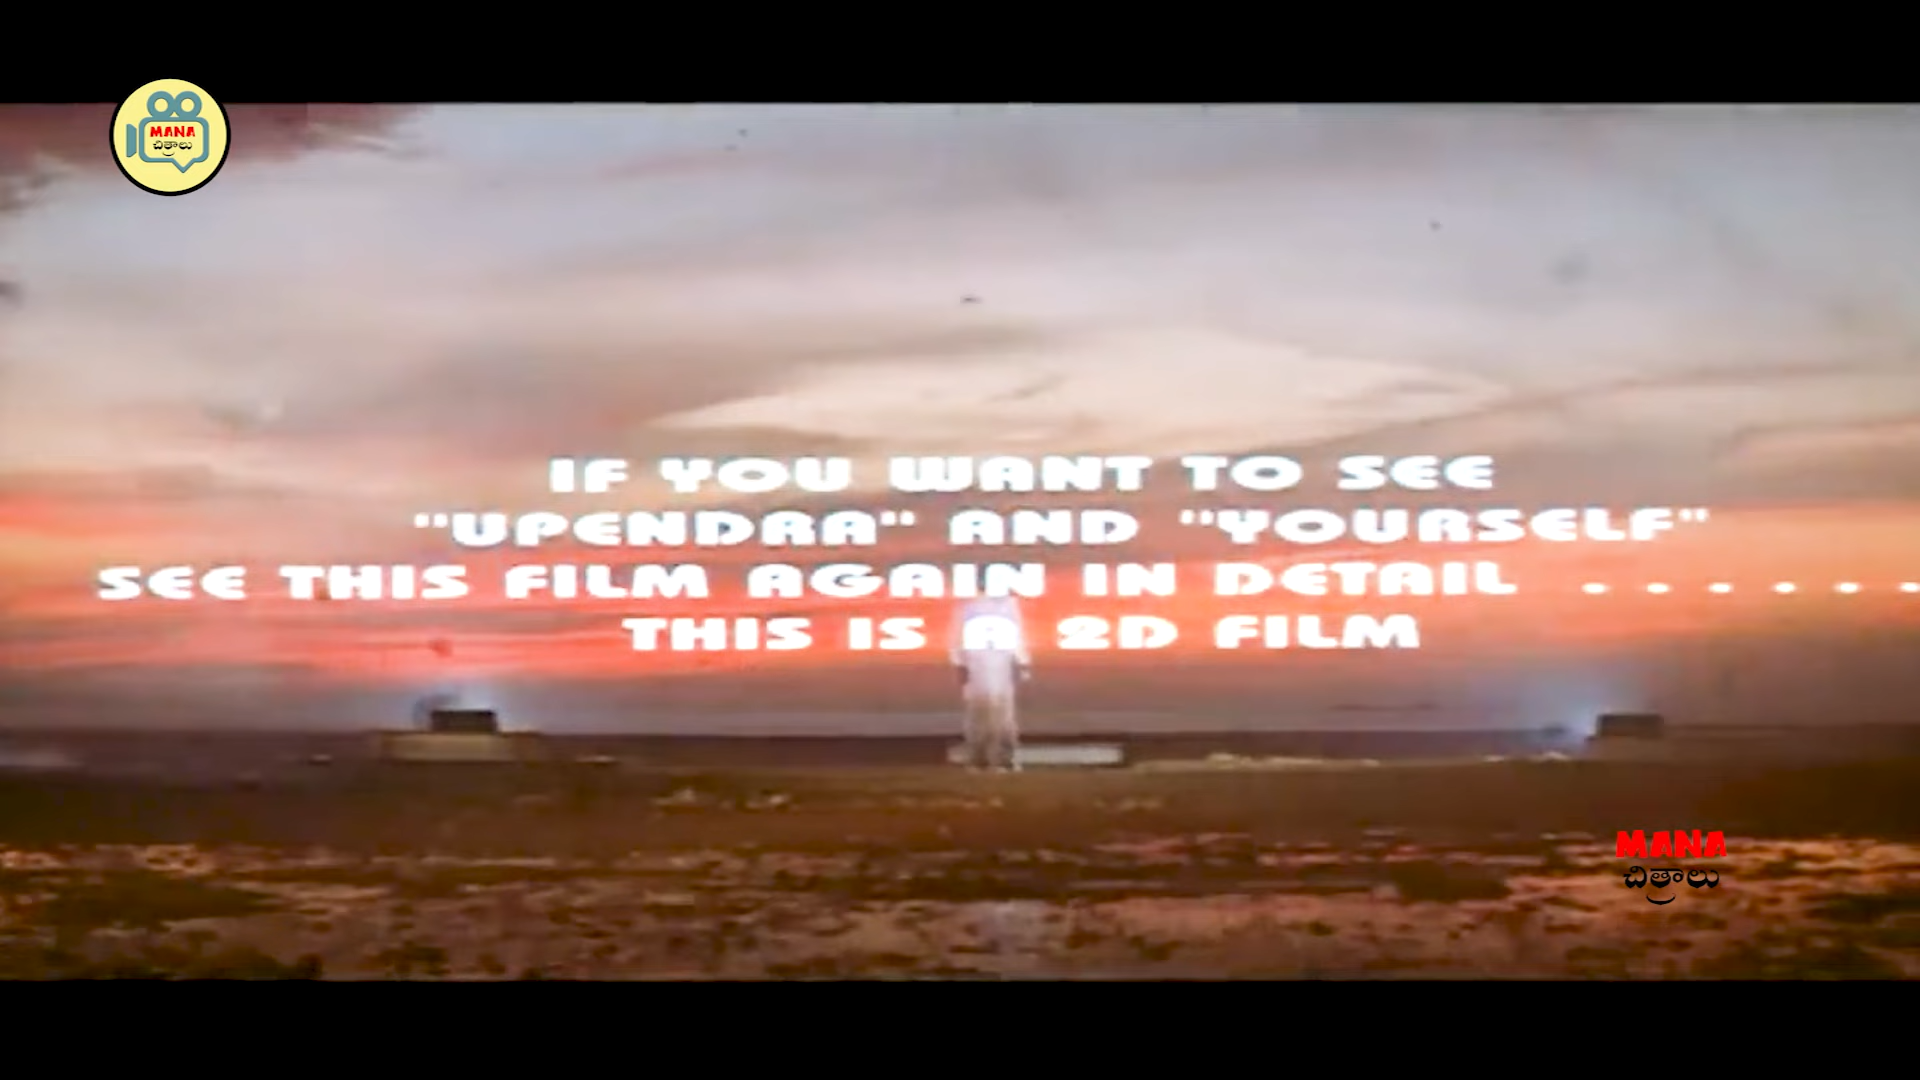 MANA
చిత్రాలు
IF YOU WANT TO SEE
"UPENDRA" AND "YOURSELF"
SEE THIS FILM AGAIN IN DETAIL ......
THIS IS A 2D FILM
MANA
చిత్రాలు